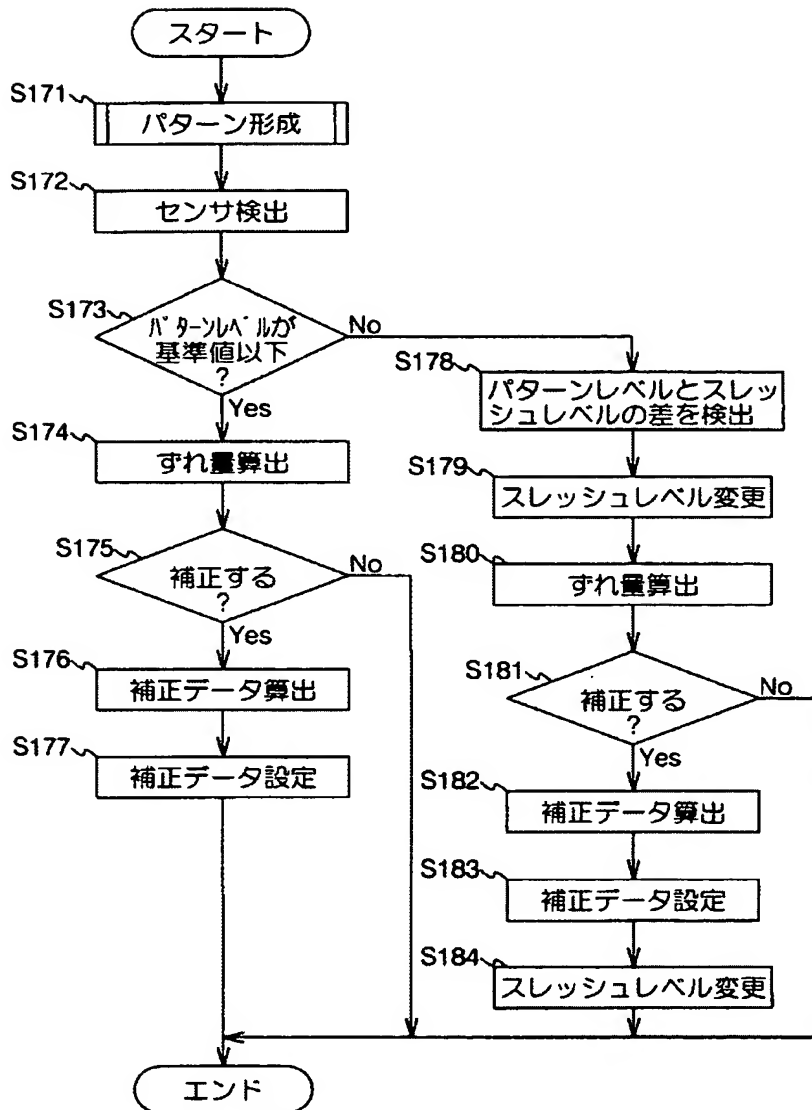 スタート
S171
パターン形成
S172
センサ検出
S173
パターンレベルが
基準値以下
?
No
Yes
S174
ずれ量算出
S175
補正する
?
No
Yes
S176
補正データ算出
S177
補正データ設定
S178
パターンレベルとスレッ
シュレベルの差を検出
S179
スレッシュレベル変更
S180
ずれ量算出
S181
補正する
?
No
Yes
S182
補正データ算出
S183
補正データ設定
S184
スレッシュレベル変更
エンド